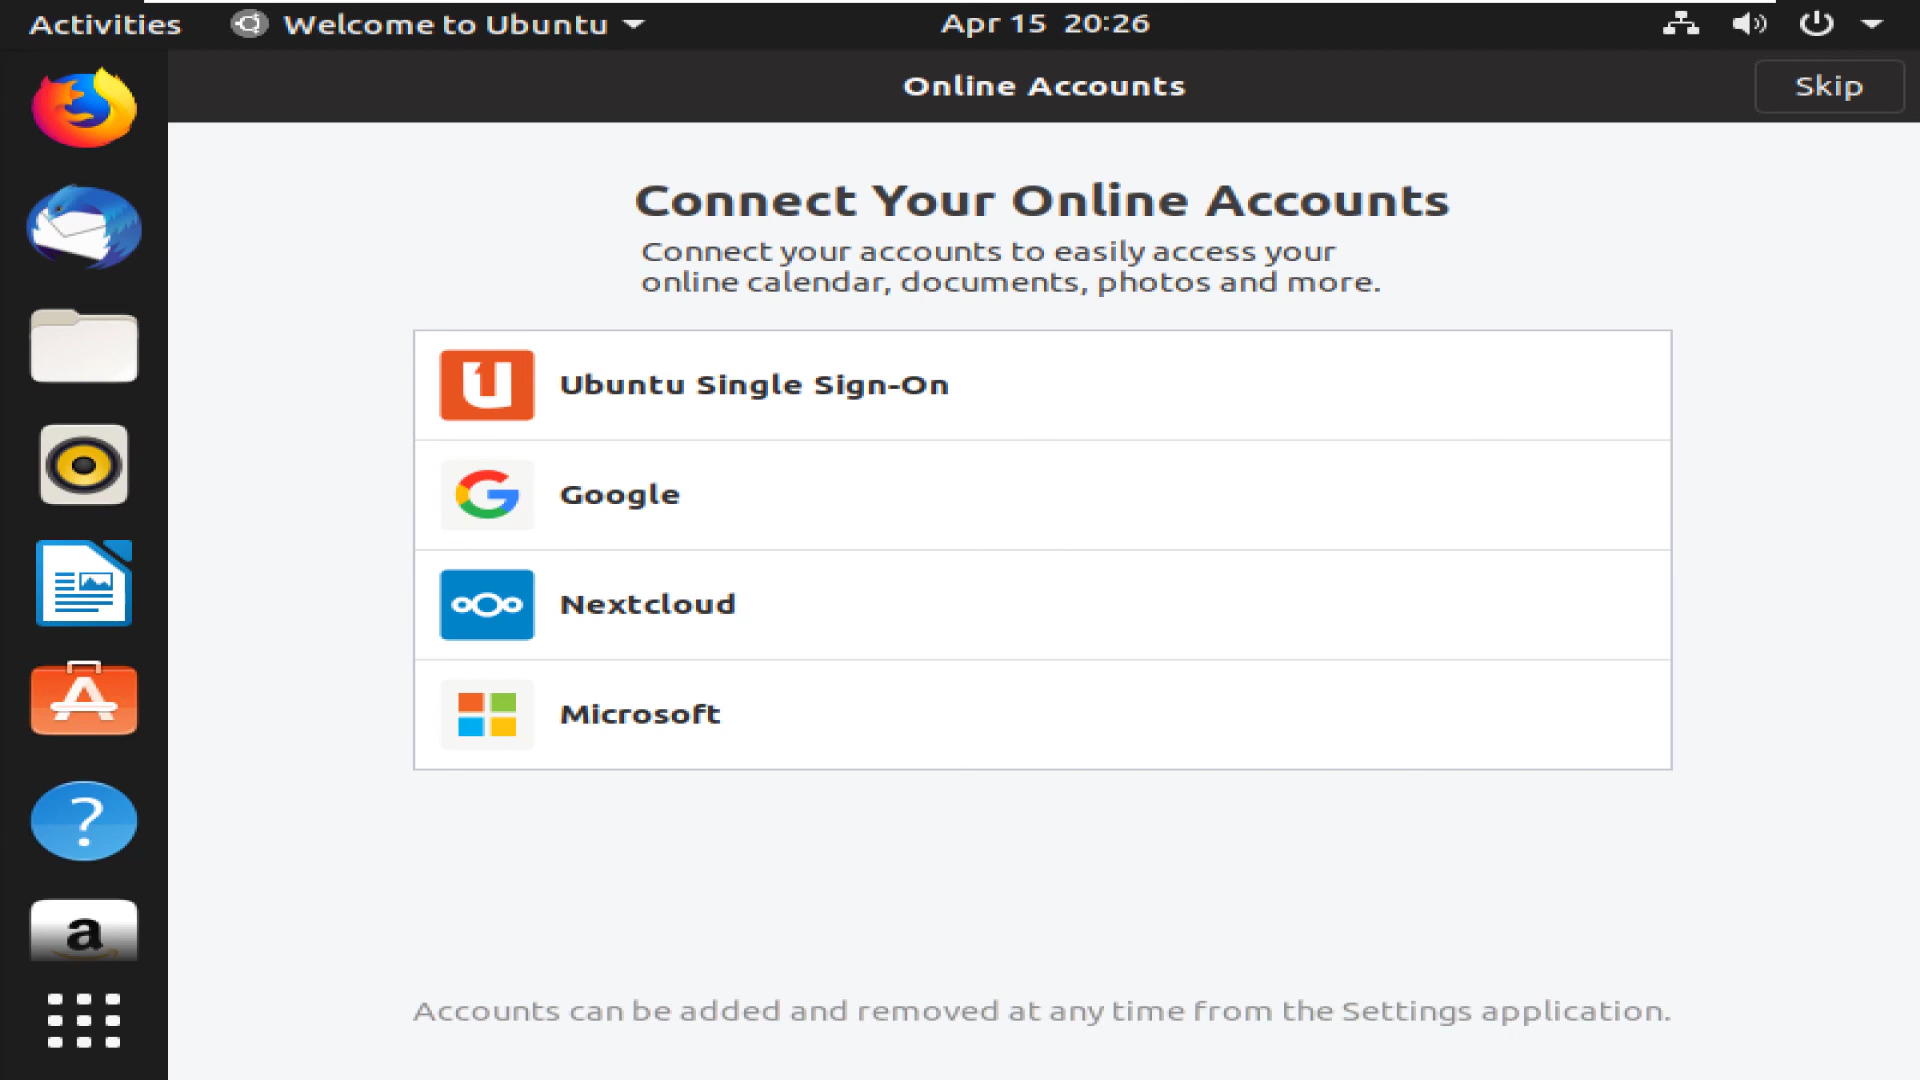 Activities Welcome to Ubuntu Apr 15 20:26
Online Accounts Skip
Connect Your Online Accounts
Connect your accounts to easily access your
online calendar, documents, photos and more.
Ubuntu Single Sign-On
Google
Nextcloud
Microsoft
Accounts can be added and removed at any time from the Settings application.